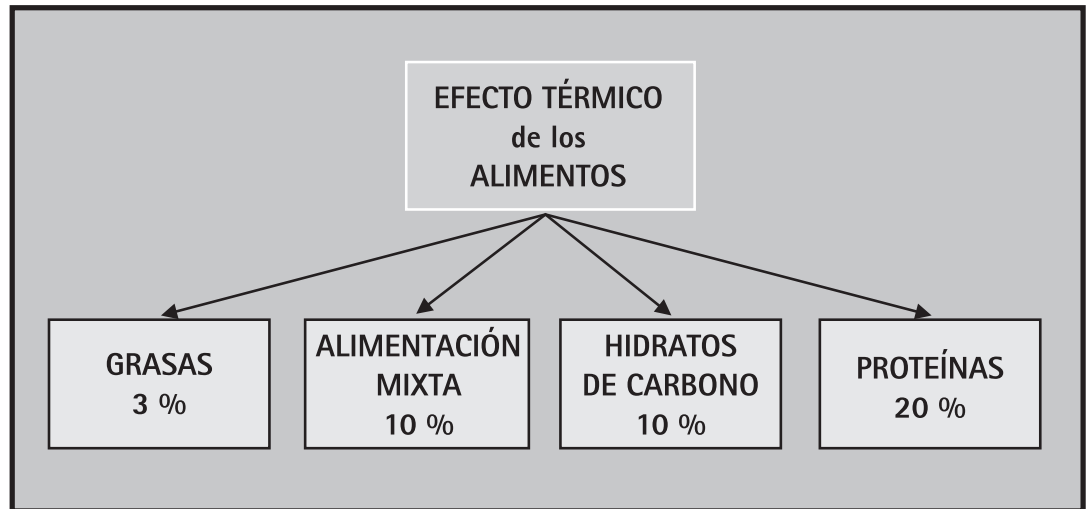 EFECTO TÉRMICO
de los
ALIMENTOS
GRASAS
3 %
ALIMENTACIÓN
MIXTA
10 %
HIDRATOS
DE CARBONO
10 %
PROTEÍNAS
20 %